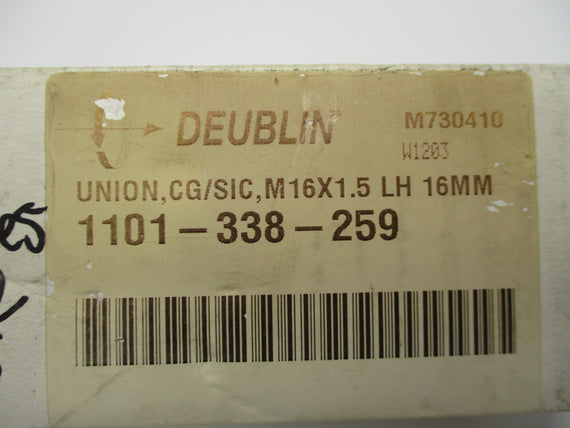 DEUBLIN
M730410
W1203
UNION,CG/SIC,M16X1.5 LH 16MM
1101-338-259